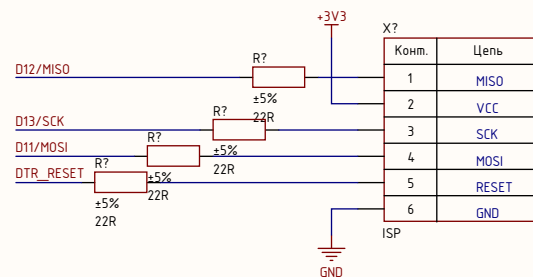 +3V3
X?
Конт. Цепь
R?
D12/MISO
1 MISO
±5%
22R
2 VCC
R?
D13/SCK
3 SCK
±5%
22R
R?
D11/MOSI
4 MOSI
±5%
22R
R?
DTR_RESET
5 RESET
±5%
22R
6 GND
ISP
GND